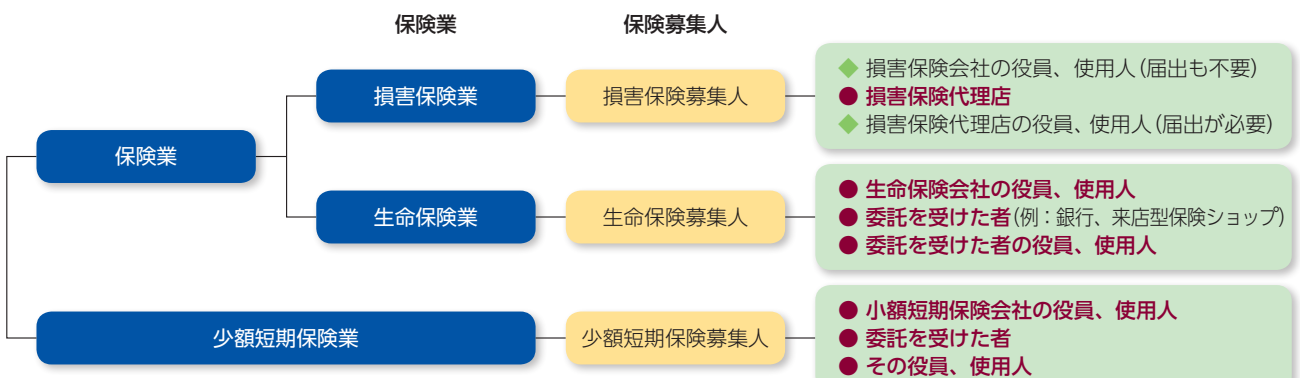 保険業 保険募集人
損害保険業
損害保険募集人
◆ 損害保険会社の役員、使用人(届出も不要)
● 損害保険代理店
◆ 損害保険代理店の役員、使用人(届出が必要)
保険業
生命保険業
生命保険募集人
● 生命保険会社の役員、使用人
● 委託を受けた者(例:銀行、来店型保険ショップ)
● 委託を受けた者の役員、使用人
少額短期保険業
少額短期保険募集人
● 小額短期保険会社の役員、使用人
● 委託を受けた者
● その役員、使用人